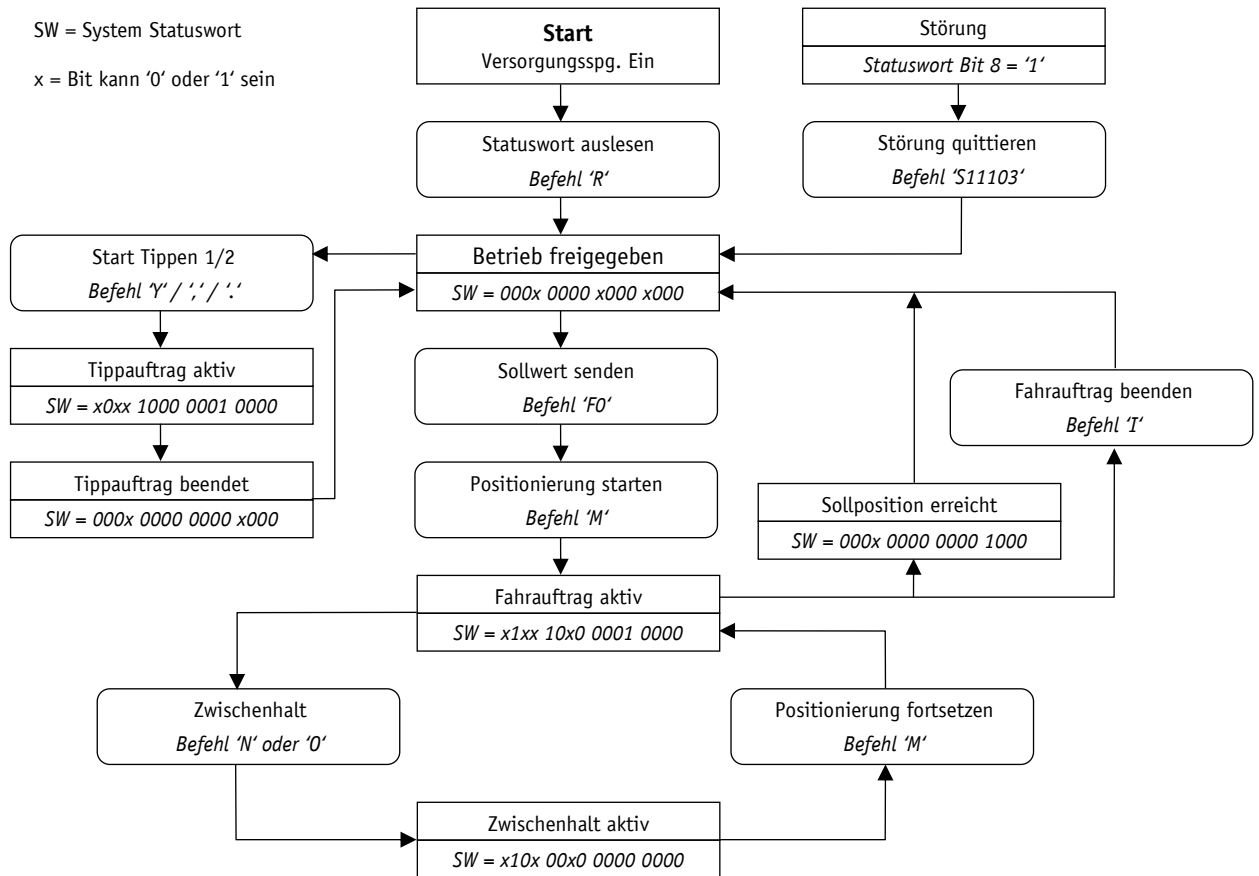 SW = System Statuswort
x = Bit kann ‘0‘ oder ‘1‘ sein
Start
Versorgungsspg. Ein
Störung
Statuswort Bit 8 = ‘1‘
Statuswort auslesen
Befehl ‘R‘
Störung quittieren
Befehl ‘S11103‘
Start Tippen 1/2
Befehl ‘Y‘ / ‘,‘ / ‘.‘
Betrieb freigegeben
SW = 000x 0000 x000 x000
Tippauftrag aktiv
SW = x0xx 1000 0001 0000
Sollwert senden
Befehl ‘F0‘
Fahrauftrag beenden
Befehl ‘I‘
Tippauftrag beendet
SW = 000x 0000 0000 x000
Positionierung starten
Befehl ‘M‘
Sollposition erreicht
SW = 000x 0000 0000 1000
Fahrauftrag aktiv
SW = x1xx 10x0 0001 0000
Zwischenhalt
Befehl ‘N‘ oder ‘O‘
Positionierung fortsetzen
Befehl ‘M‘
Zwischenhalt aktiv
SW = x10x 00x0 0000 0000